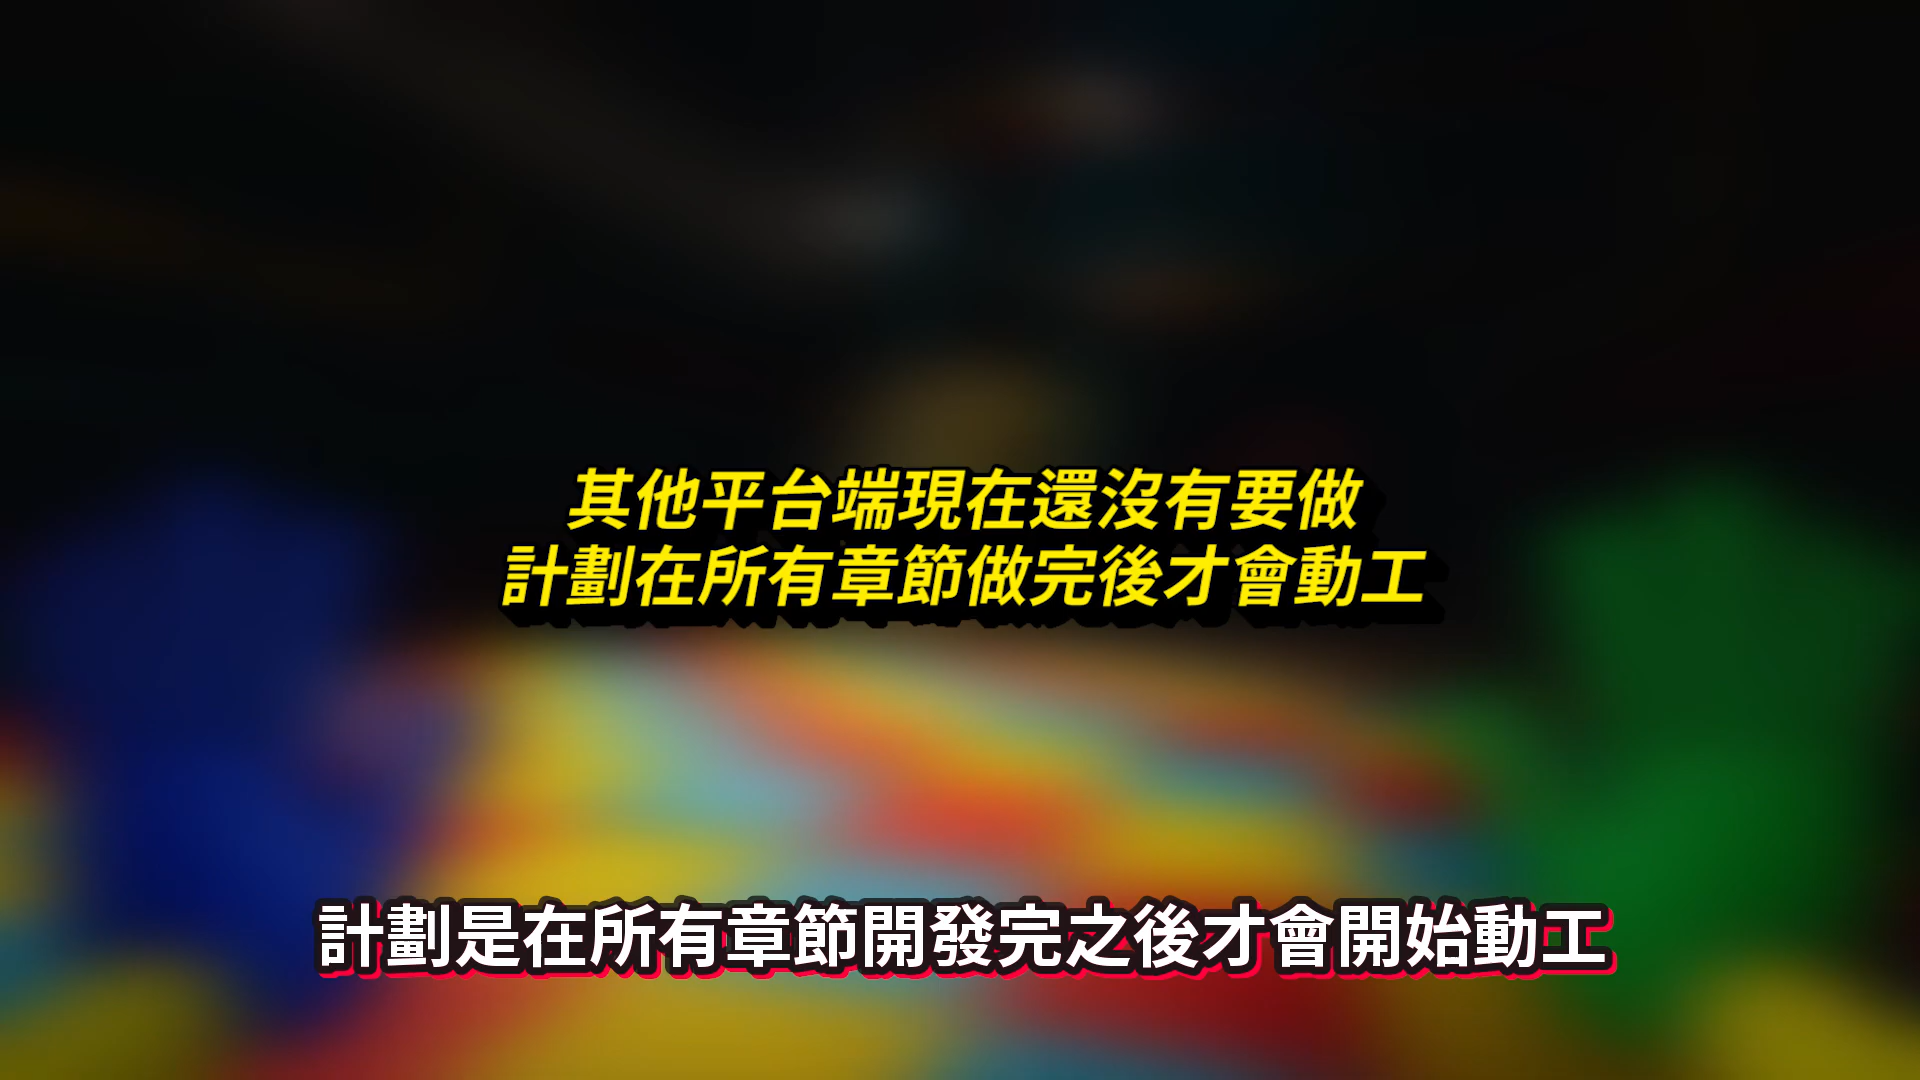 其他平台端現在還沒有要做
計劃在所有章節做完後才會動工
計劃是在所有章節開發完之後才會開始動工